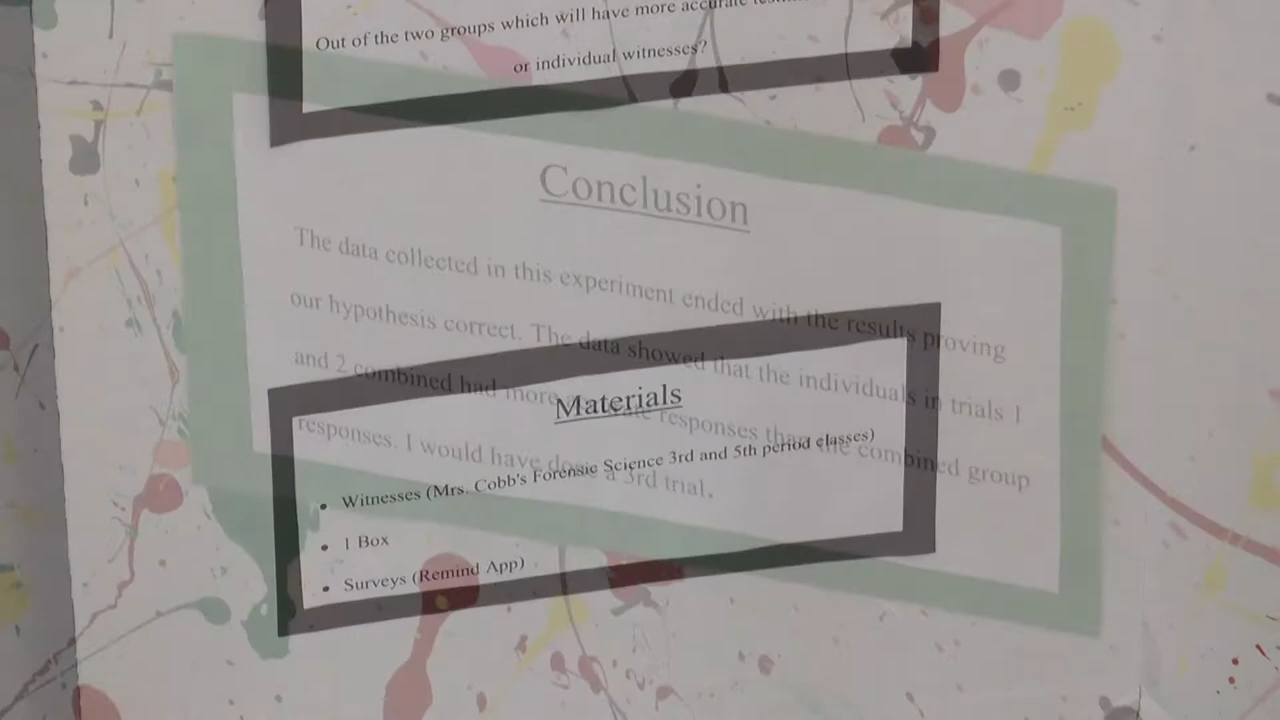 Out of the two groups which will have more accurate
or individual witnesses?
Conclusion
The data collected in this experiment ended with the results proving
our hypothesis correct. The data showed that the individuals in trials 1
and 2 combined had more responses than the combined group
responses. I would have done a 3rd trial.
Materials
• Witnesses (Mrs. Cobb's Forensic Science 3rd and 5th period classes)
• 1 Box
• Surveys (Remind App)